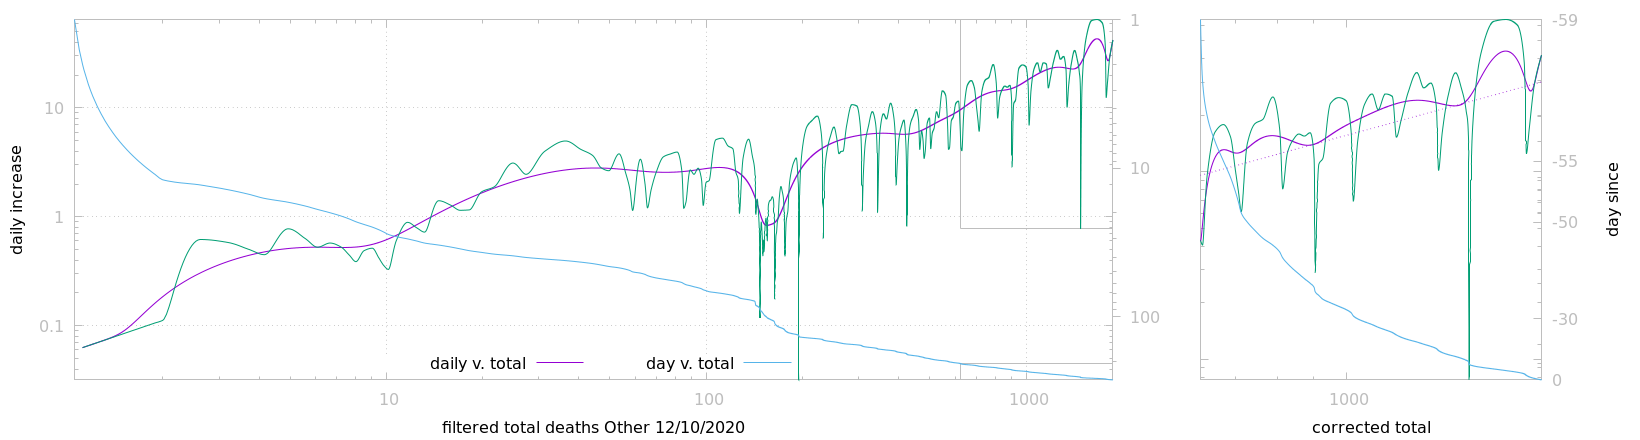 daily increase
10
1
0.1
1
10
100
daily v. total
day v. total
10
100
1000
filtered total deaths Other 12/10/2020
-59
-55
-50
-30
0
day since
1000
corrected total